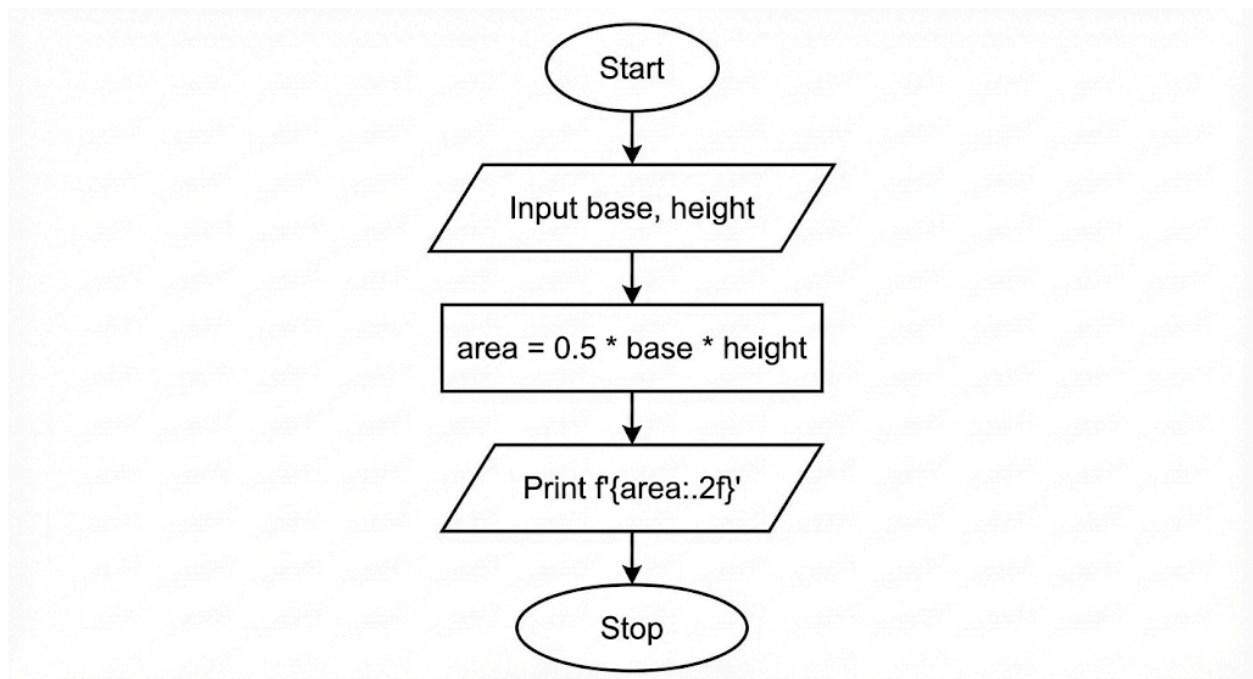 Start
Input base, height
area = 0.5 * base * height
Print f'{area:.2f}'
Stop